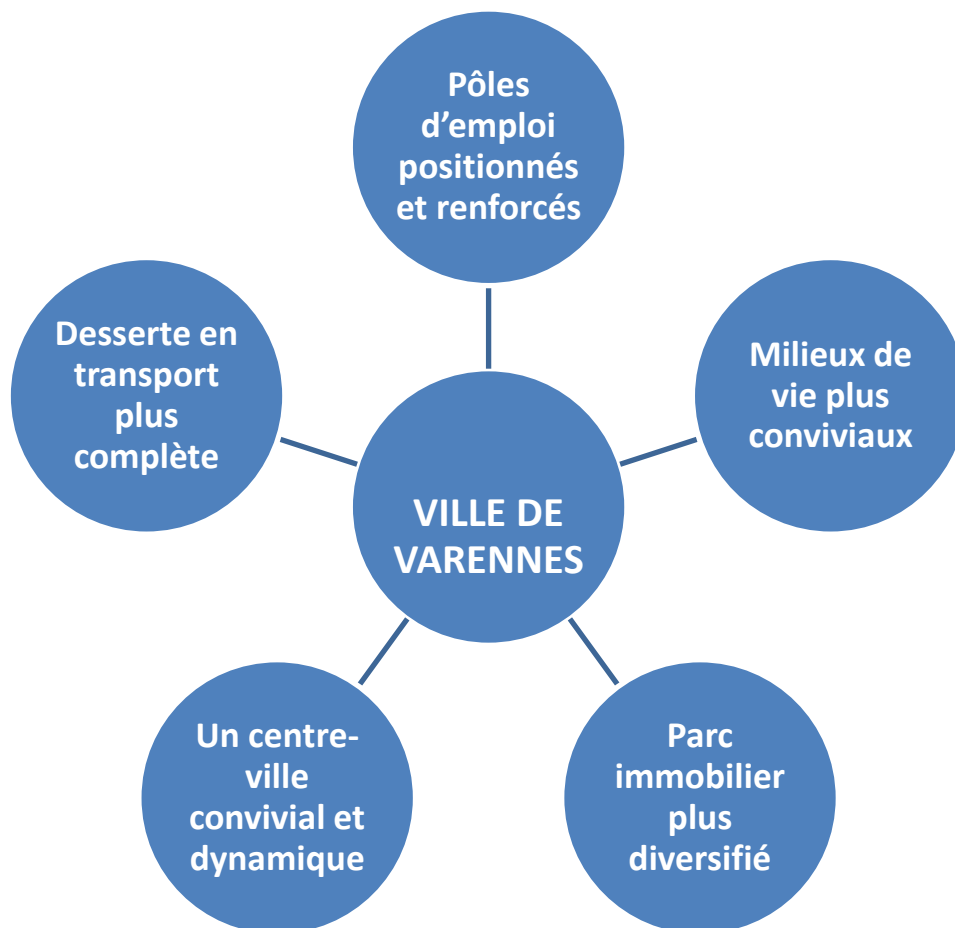 Pôles
d’emploi
positionnés
et renforcés
Desserte en
transport
plus
complète
Milieux de
vie plus
conviviaux
VILLE DE
VARENNES
Un centre-
ville
convivial et
dynamique
Parc
immobilier
plus
diversifié